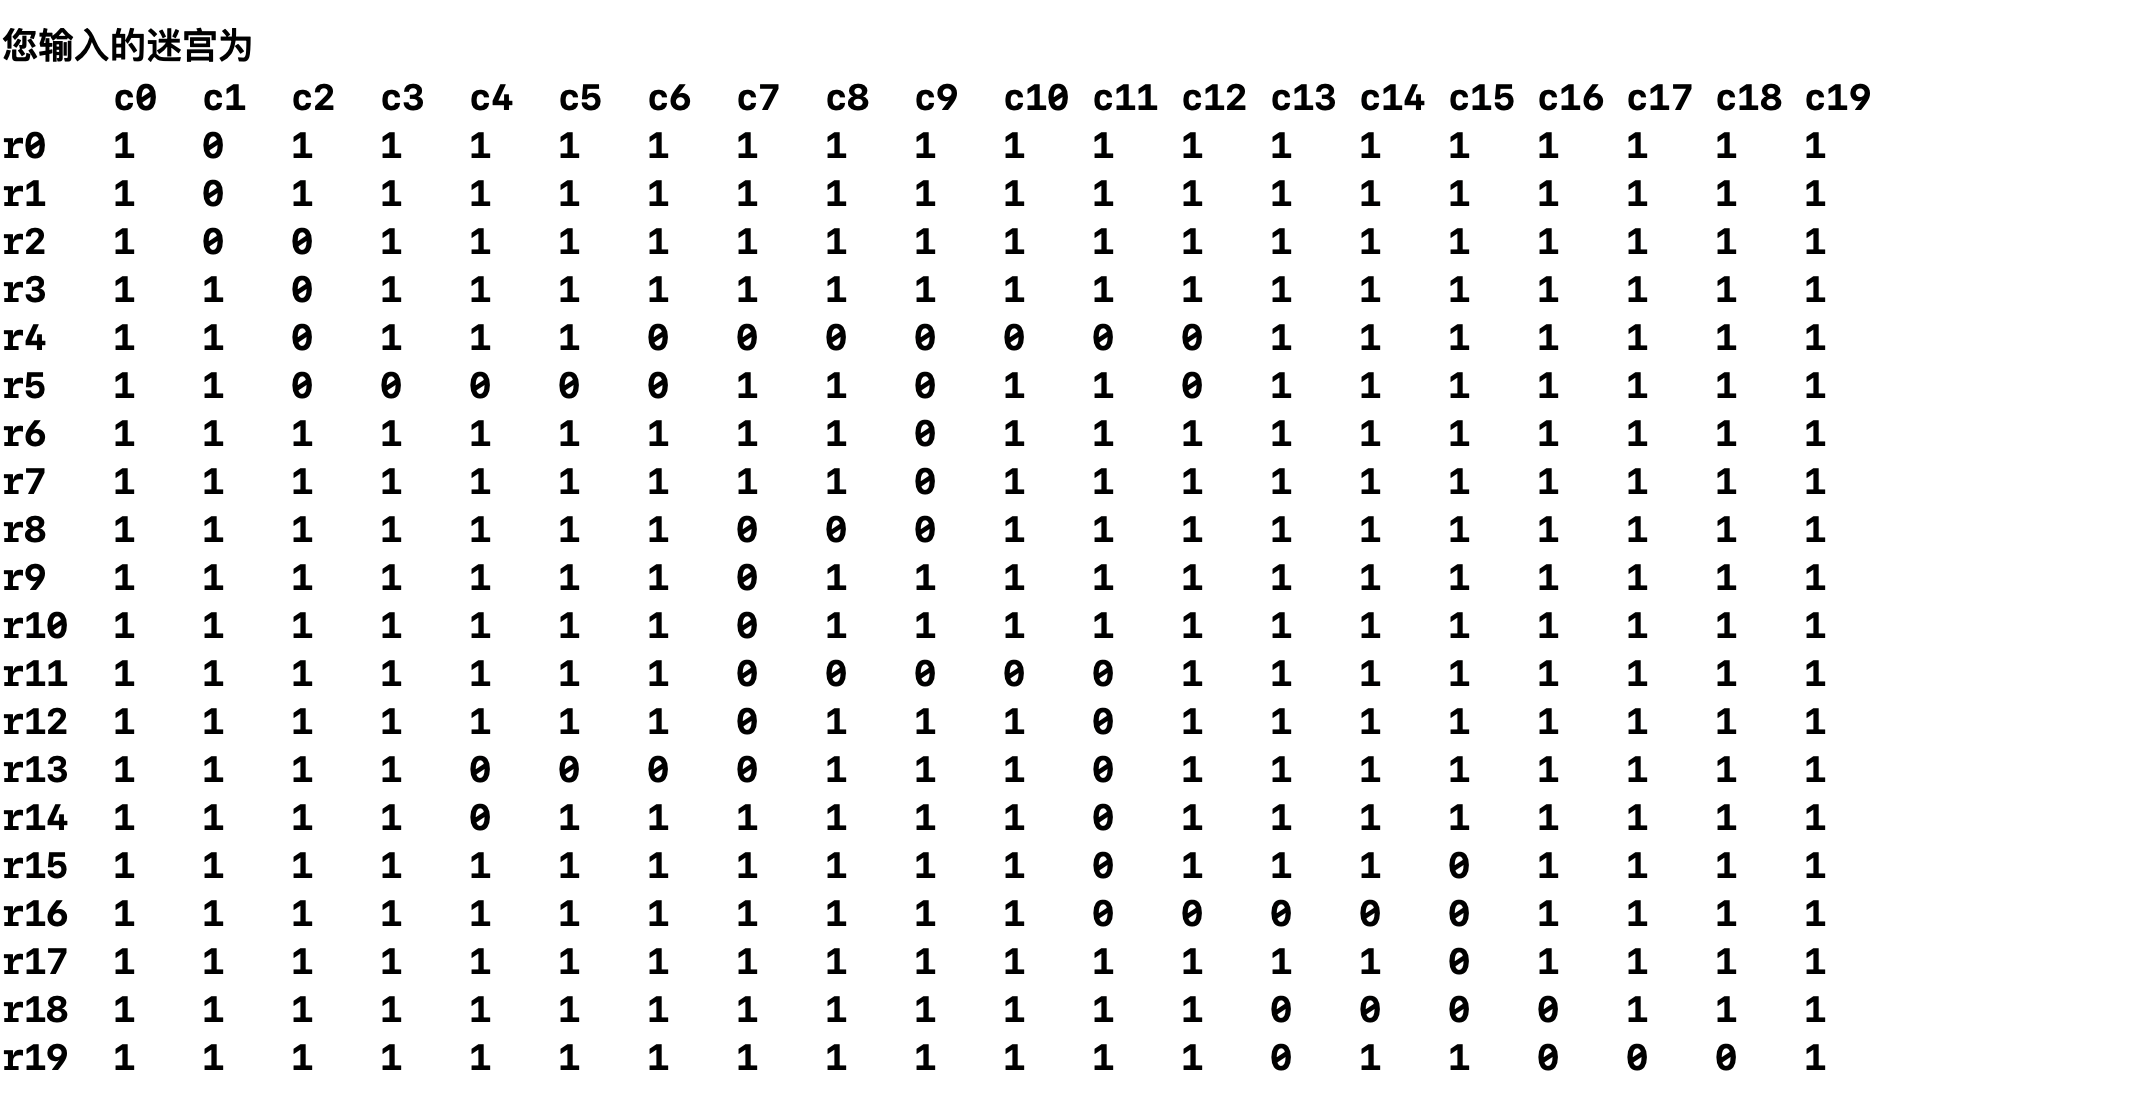 您输入的迷宫为
c0 c1 c2 c3 c4 c5 c6 c7 c8 c9 c10 c11 c12 c13 c14 c15 c16 c17 c18 c19
r0 1 0 1 1 1 1 1 1 1 1 1 1 1 1 1 1 1 1 1 1
r1 1 0 1 1 1 1 1 1 1 1 1 1 1 1 1 1 1 1 1 1
r2 1 0 0 1 1 1 1 1 1 1 1 1 1 1 1 1 1 1 1 1
r3 1 1 0 1 1 1 1 1 1 1 1 1 1 1 1 1 1 1 1 1
r4 1 1 0 1 1 1 0 0 0 0 0 0 0 1 1 1 1 1 1 1
r5 1 1 0 0 0 0 0 1 1 0 1 1 0 1 1 1 1 1 1 1
r6 1 1 1 1 1 1 1 1 1 0 1 1 1 1 1 1 1 1 1 1
r7 1 1 1 1 1 1 1 1 1 0 1 1 1 1 1 1 1 1 1 1
r8 1 1 1 1 1 1 1 0 0 0 1 1 1 1 1 1 1 1 1 1
r9 1 1 1 1 1 1 1 0 1 1 1 1 1 1 1 1 1 1 1 1
r10 1 1 1 1 1 1 1 0 1 1 1 1 1 1 1 1 1 1 1 1
r11 1 1 1 1 1 1 1 0 0 0 0 0 1 1 1 1 1 1 1 1
r12 1 1 1 1 1 1 1 0 1 1 1 0 1 1 1 1 1 1 1 1
r13 1 1 1 1 0 0 0 0 1 1 1 0 1 1 1 1 1 1 1 1
r14 1 1 1 1 0 1 1 1 1 1 1 0 1 1 1 1 1 1 1 1
r15 1 1 1 1 1 1 1 1 1 1 1 0 1 1 1 0 1 1 1 1
r16 1 1 1 1 1 1 1 1 1 1 1 0 0 0 0 0 1 1 1 1
r17 1 1 1 1 1 1 1 1 1 1 1 1 1 1 1 0 1 1 1 1
r18 1 1 1 1 1 1 1 1 1 1 1 1 1 0 0 0 0 1 1 1
r19 1 1 1 1 1 1 1 1 1 1 1 1 1 0 1 1 0 0 0 1